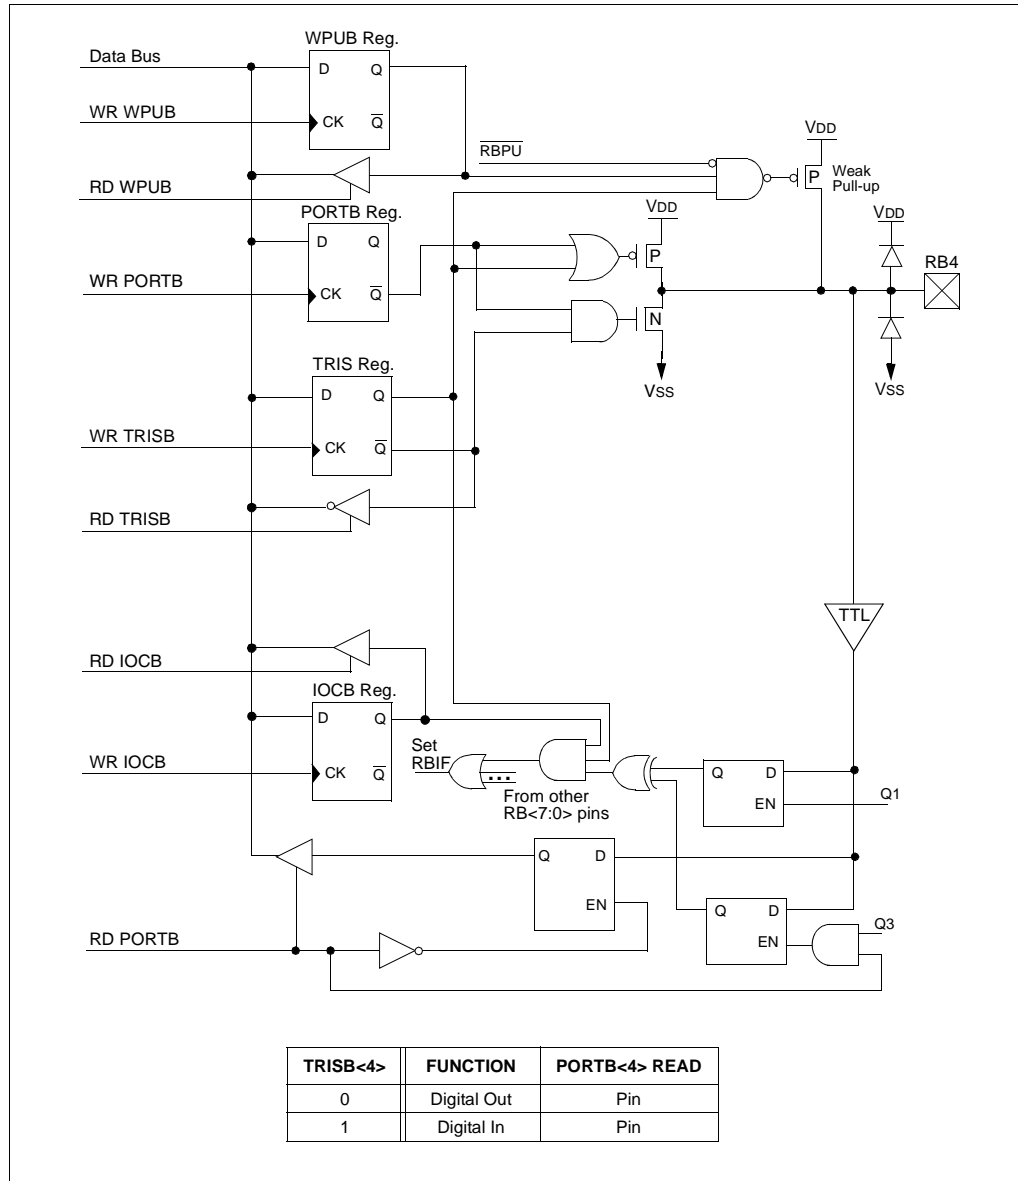 WPUB Reg.
Data Bus
D Q
WR WPUB
CK Q̅
VDD
R̅B̅P̅U̅
P
Weak
Pull-up
RD WPUB
VDD
VDD
PORTB Reg.
D Q
P
RB4
WR PORTB
CK Q̅
N
TRIS Reg.
VSS
VSS
D Q
WR TRISB
CK Q̅
RD TRISB
TTL
RD IOCB
IOCB Reg.
D Q
Set
RBIF
WR IOCB
CK Q̅
...
From other
RB<7:0> pins
Q D
EN
Q1
Q D
EN
Q D
EN
Q3
RD PORTB
TRISB<4> FUNCTION PORTB<4> READ
0 Digital Out Pin
1 Digital In Pin